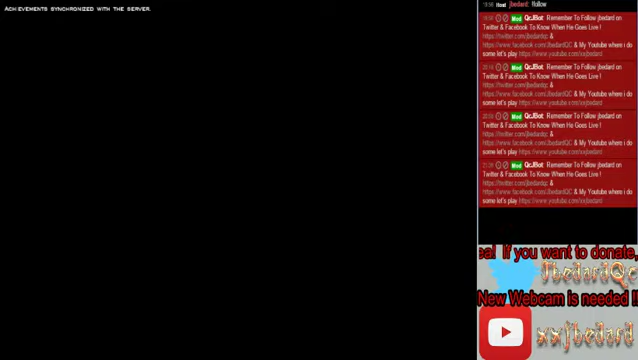 Achievements synchronized with the server.
Host jbedard: !follow
Mod QcJBot: Remember To Follow jbedard on
Twitter & Facebook To Know When He Goes Live !
https://twitter.com/jbedardqc &
https://www.facebook.com/JbedardQC & My Youtube where i do
some let's play https://www.youtube.com/xxjbedard
Mod QcJBot: Remember To Follow jbedard on
Twitter & Facebook To Know When He Goes Live !
https://twitter.com/jbedardqc &
https://www.facebook.com/JbedardQC & My Youtube where i do
some let's play https://www.youtube.com/xxjbedard
Mod QcJBot: Remember To Follow jbedard on
Twitter & Facebook To Know When He Goes Live !
https://twitter.com/jbedardqc &
https://www.facebook.com/JbedardQC & My Youtube where i do
some let's play https://www.youtube.com/xxjbedard
Mod QcJBot: Remember To Follow jbedard on
Twitter & Facebook To Know When He Goes Live !
https://twitter.com/jbedardqc &
https://www.facebook.com/JbedardQC & My Youtube where i do
some let's play https://www.youtube.com/xxjbedard
ea! If you want to donate,
JbedardQc
New Webcam is needed !!
xxjbedard